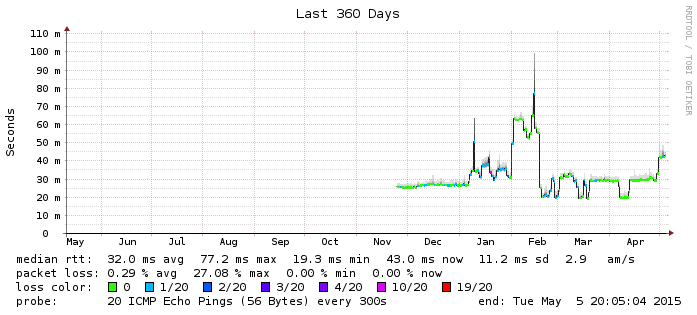 Last 360 Days
RRDTOOL / TOBI OETIKER
Seconds
110 m
100 m
90 m
80 m
70 m
60 m
50 m
40 m
30 m
20 m
10 m
0
May Jun Jul Aug Sep Oct Nov Dec Jan Feb Mar Apr
median rtt: 32.0 ms avg 77.2 ms max 19.3 ms min 43.0 ms now 11.2 ms sd 2.9 am/s
packet loss: 0.29 % avg 27.08 % max 0.00 % min 0.00 % now
loss color: 0 1/20 2/20 3/20 4/20 10/20 19/20
probe: 20 ICMP Echo Pings (56 Bytes) every 300s end: Tue May 5 20:05:04 2015